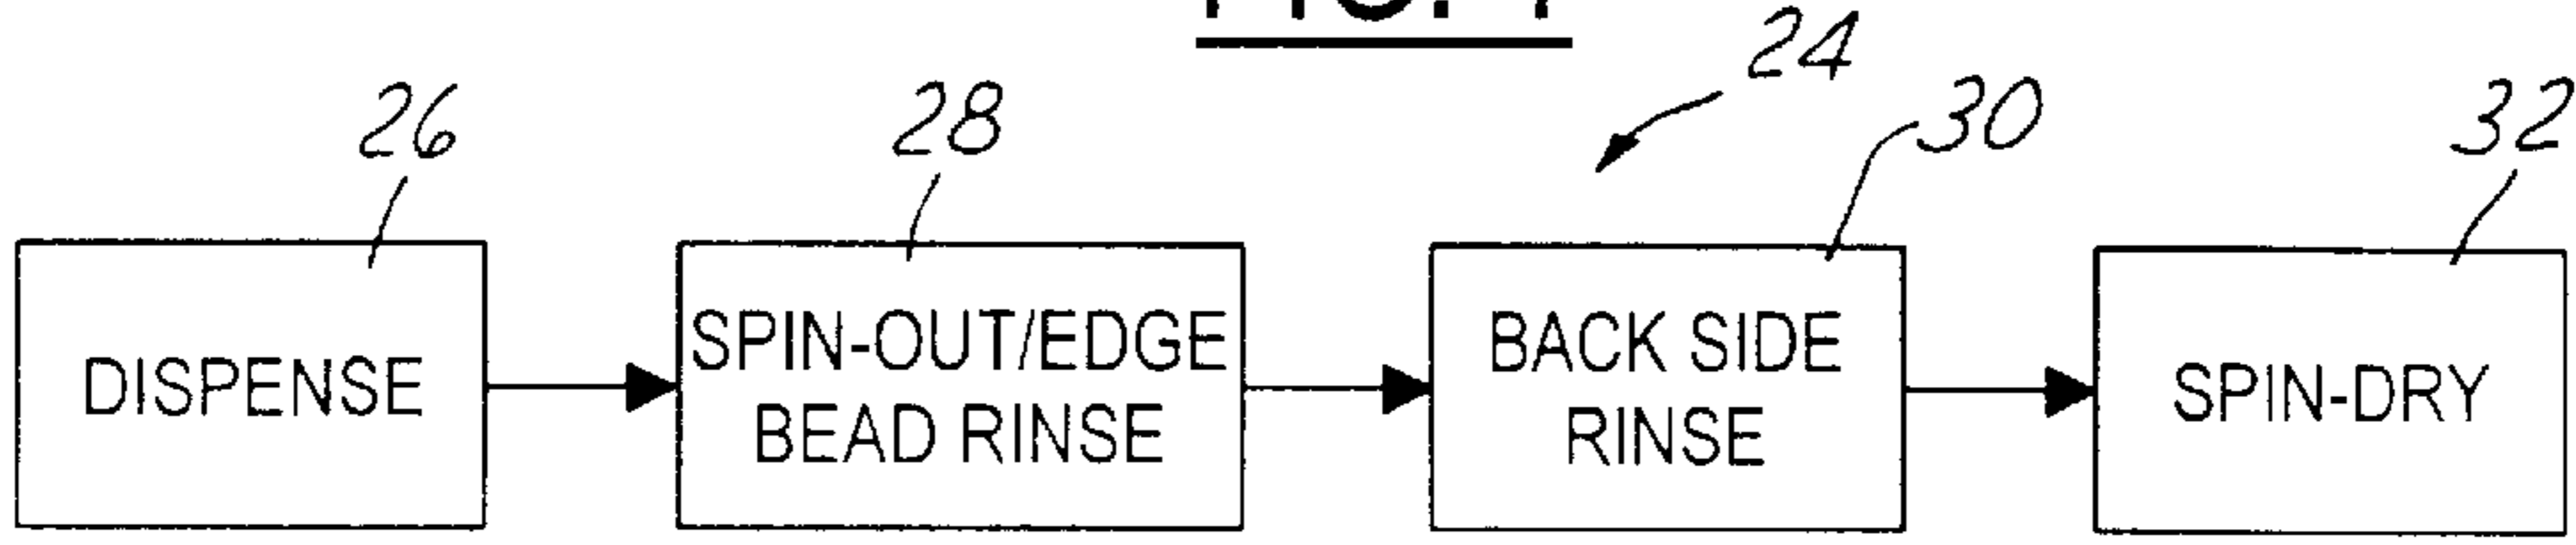 24
26
28
30
32
DISPENSE
SPIN-OUT/EDGE
BEAD RINSE
BACK SIDE
RINSE
SPIN-DRY